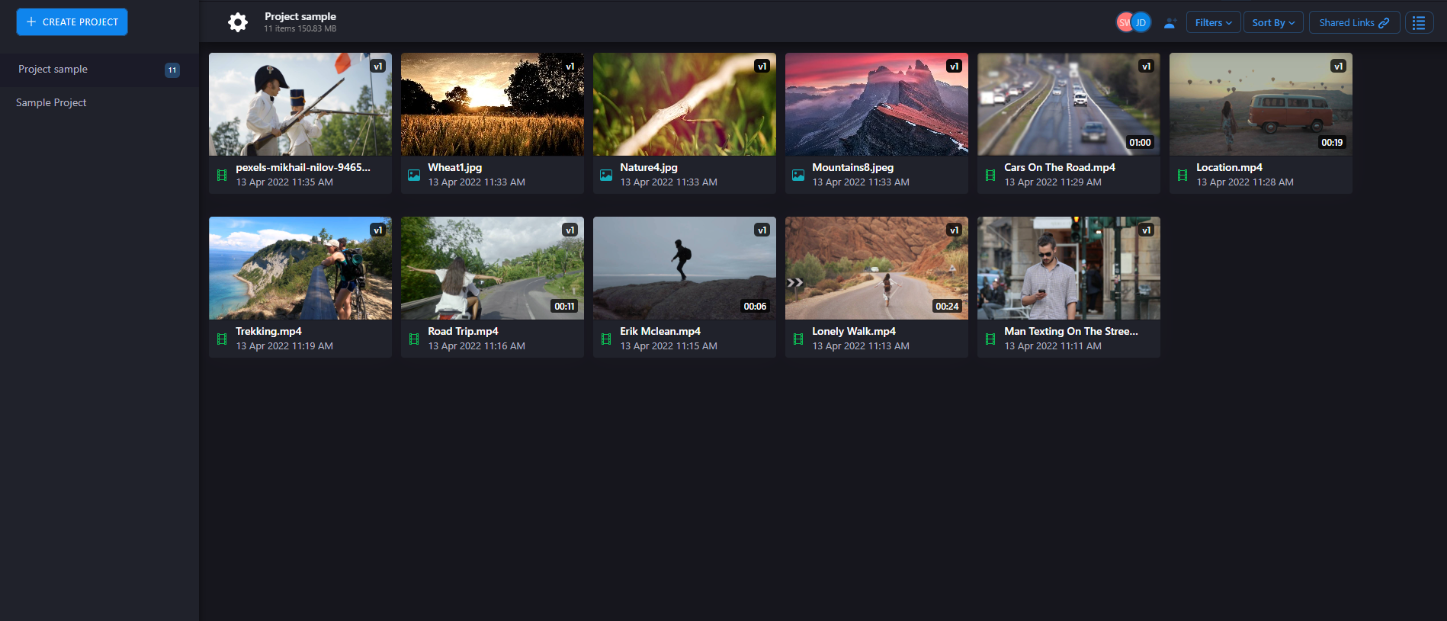 CREATE PROJECT
Project sample
11
Sample Project
Project sample
11 items 150.83 MB
SW
JD
Filters
Sort By
Shared Links
v1
v1
v1
v1
v1
01:00
v1
00:19
pexels-mikhail-nilov-9465...
13 Apr 2022 11:35 AM
Wheat1.jpg
13 Apr 2022 11:33 AM
Nature4.jpg
13 Apr 2022 11:33 AM
Mountains8.jpeg
13 Apr 2022 11:33 AM
Cars On The Road.mp4
13 Apr 2022 11:29 AM
Location.mp4
13 Apr 2022 11:28 AM
v1
v1
00:11
v1
00:06
v1
00:24
v1
Trekking.mp4
13 Apr 2022 11:19 AM
Road Trip.mp4
13 Apr 2022 11:16 AM
Erik Mclean.mp4
13 Apr 2022 11:15 AM
Lonely Walk.mp4
13 Apr 2022 11:13 AM
Man Texting On The Stree...
13 Apr 2022 11:11 AM